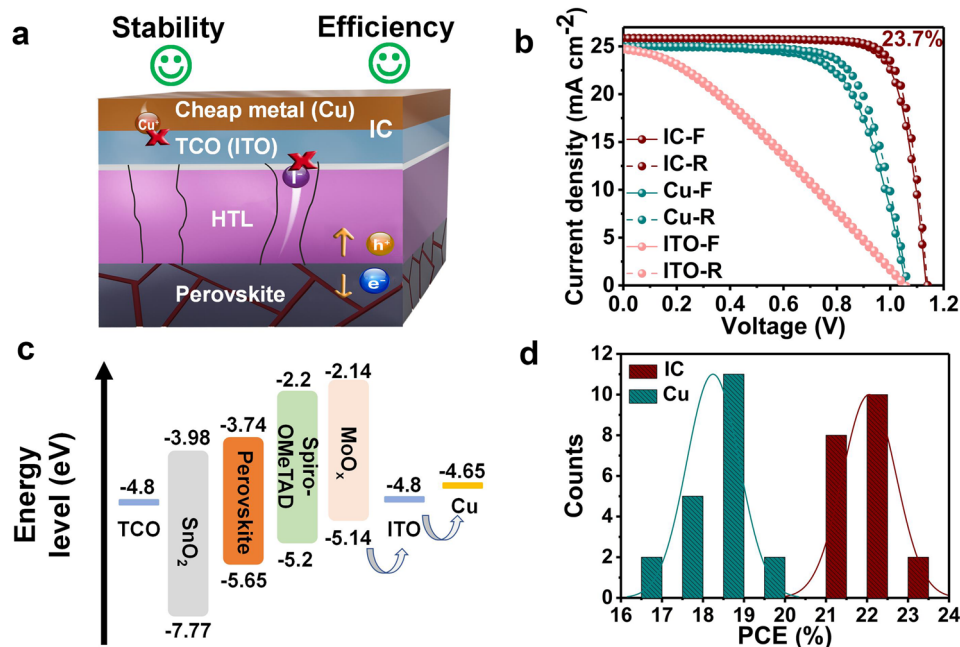 a
Stability
Efficiency
Cheap metal (Cu)
IC
Cu+
TCO (ITO)
I-
HTL
h+
e-
Perovskite
b
Current density (mA cm-2)
25
20
15
10
5
0
23.7%
IC-F
IC-R
Cu-F
Cu-R
ITO-F
ITO-R
0.0 0.2 0.4 0.6 0.8 1.0 1.2
Voltage (V)
c
Energy
level (eV)
-4.8
TCO
-3.98
SnO2
-7.77
-3.74
Perovskite
-5.65
-2.2
Spiro-
OMeTAD
-5.2
-2.14
MoOx
-5.14
-4.8
ITO
-4.65
Cu
d
Counts
12
10
8
6
4
2
0
IC
Cu
16 17 18 19 20 21 22 23 24
PCE (%)